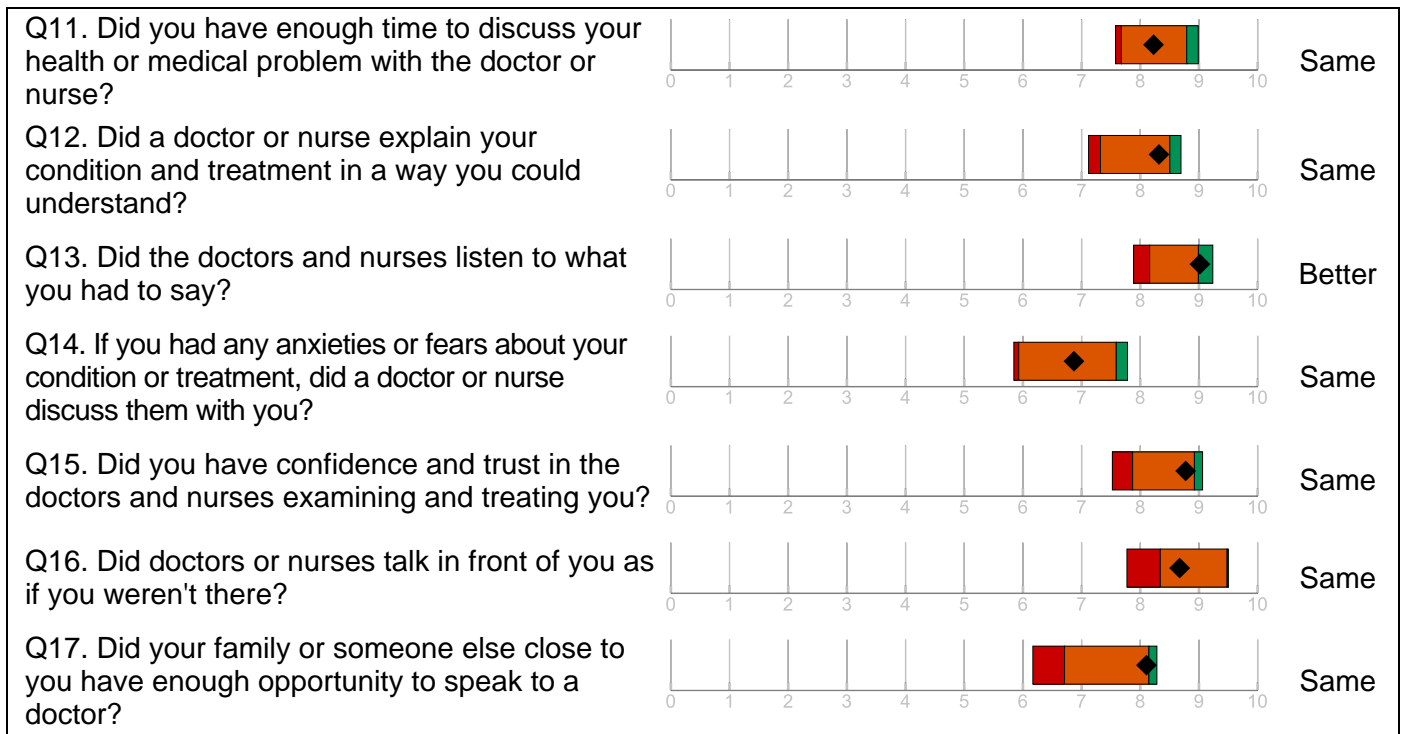 Q11. Did you have enough time to discuss your
health or medical problem with the doctor or
nurse?
0 1 2 3 4 5 6 7 8 9 10
Same
Q12. Did a doctor or nurse explain your
condition and treatment in a way you could
understand?
0 1 2 3 4 5 6 7 8 9 10
Same
Q13. Did the doctors and nurses listen to what
you had to say?
0 1 2 3 4 5 6 7 8 9 10
Better
Q14. If you had any anxieties or fears about your
condition or treatment, did a doctor or nurse
discuss them with you?
0 1 2 3 4 5 6 7 8 9 10
Same
Q15. Did you have confidence and trust in the
doctors and nurses examining and treating you?
0 1 2 3 4 5 6 7 8 9 10
Same
Q16. Did doctors or nurses talk in front of you as
if you weren't there?
0 1 2 3 4 5 6 7 8 9 10
Same
Q17. Did your family or someone else close to
you have enough opportunity to speak to a
doctor?
0 1 2 3 4 5 6 7 8 9 10
Same